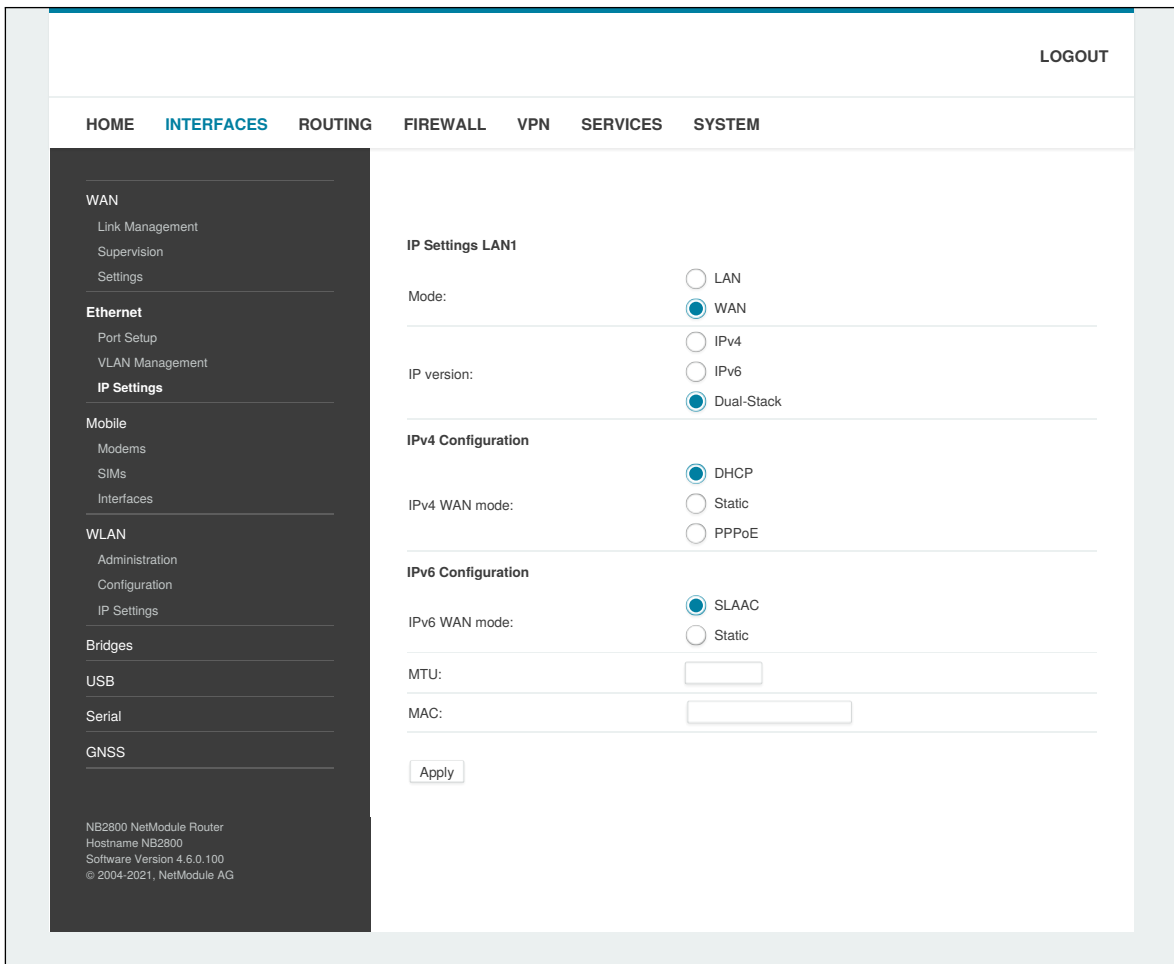 LOGOUT
HOME INTERFACES ROUTING FIREWALL VPN SERVICES SYSTEM
WAN
Link Management
Supervision
Settings
Ethernet
Port Setup
VLAN Management
IP Settings
Mobile
Modems
SIMs
Interfaces
WLAN
Administration
Configuration
IP Settings
Bridges
USB
Serial
GNSS
NB2800 NetModule Router
Hostname NB2800
Software Version 4.6.0.100
© 2004-2021, NetModule AG
IP Settings LAN1
Mode:
LAN
WAN
IP version:
IPv4
IPv6
Dual-Stack
IPv4 Configuration
IPv4 WAN mode:
DHCP
Static
PPPoE
IPv6 Configuration
IPv6 WAN mode:
SLAAC
Static
MTU:
MAC:
Apply